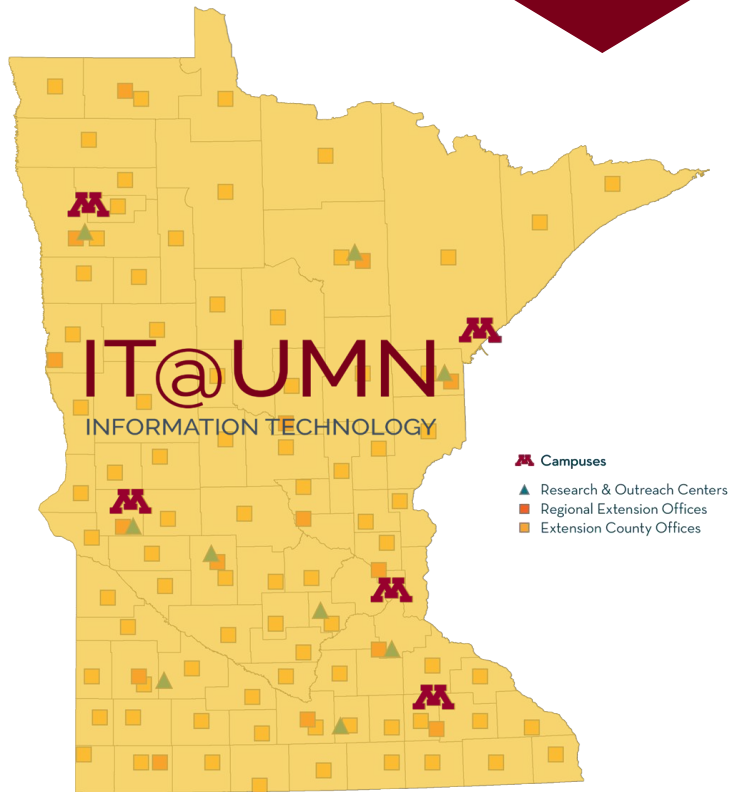 IT@UMN
INFORMATION TECHNOLOGY
Campuses
Research & Outreach Centers
Regional Extension Offices
Extension County Offices